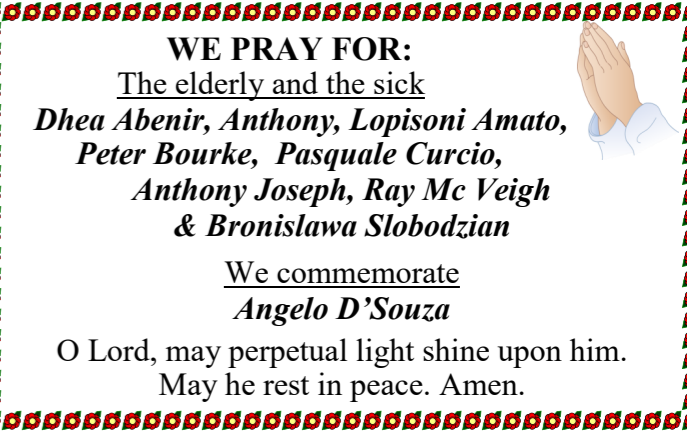 WE PRAY FOR:
The elderly and the sick
Dhea Abenir, Anthony, Lopisoni Amato,
Peter Bourke, Pasquale Curcio,
Anthony Joseph, Ray Mc Veigh
& Bronislawa Slobodzian
We commemorate
Angelo D’Souza
O Lord, may perpetual light shine upon him.
May he rest in peace. Amen.